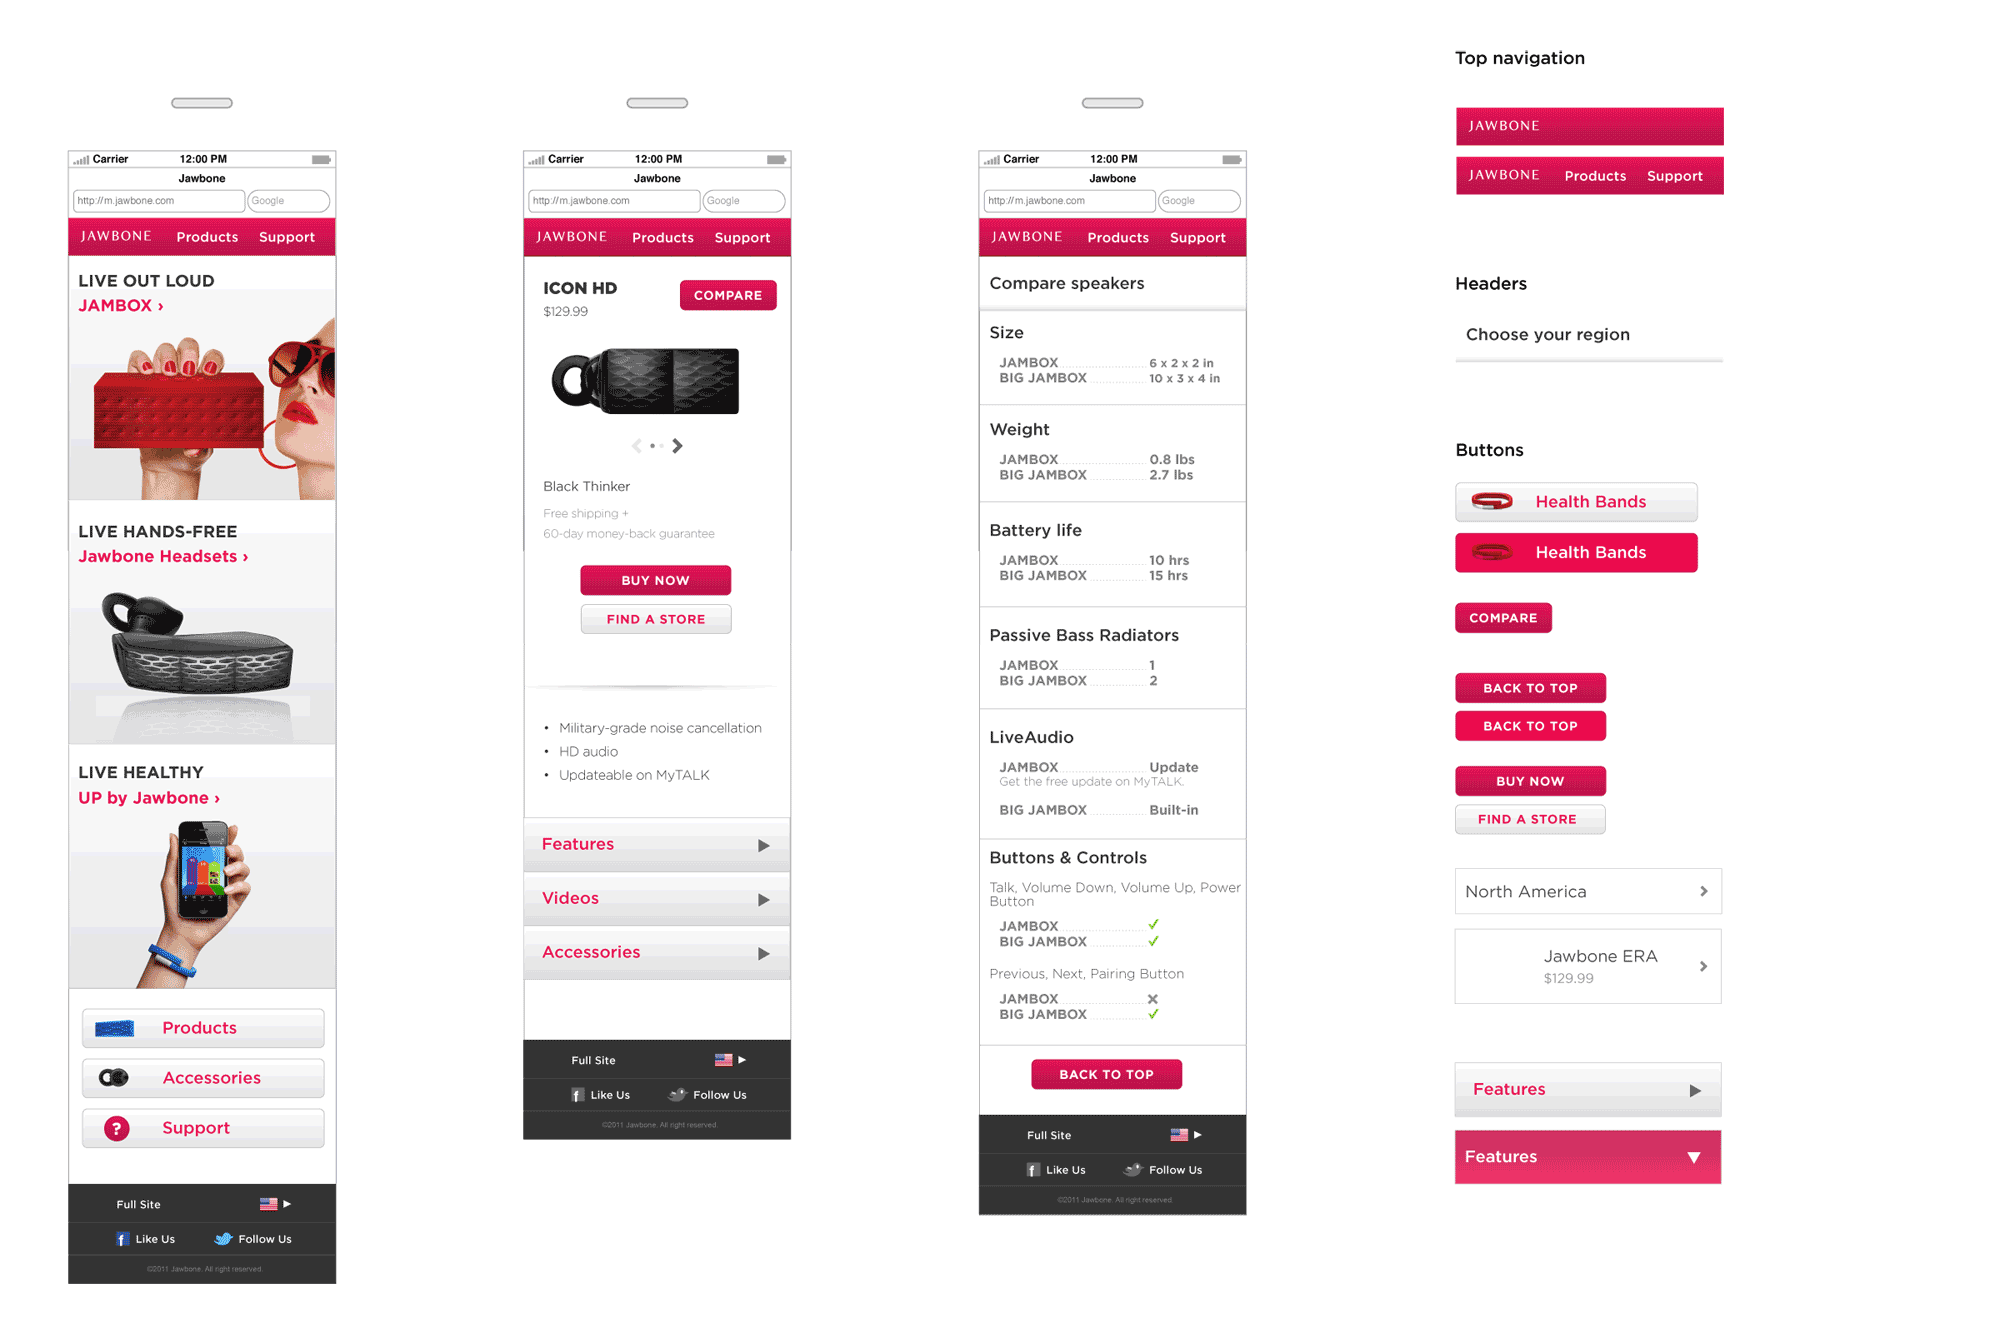 Carrier 12:00 PM
Jawbone
http://m.jawbone.com Google
JAWBONE Products Support
LIVE OUT LOUD
JAMBOX ›
LIVE HANDS-FREE
Jawbone Headsets ›
LIVE HEALTHY
UP by Jawbone ›
Products
Accessories
? Support
Full Site
f Like Us Follow Us
©2011 Jawbone. All right reserved.
Carrier 12:00 PM
Jawbone
http://m.jawbone.com Google
JAWBONE Products Support
ICON HD COMPARE
$129.99
Black Thinker
Free shipping +
60-day money-back guarantee
BUY NOW
FIND A STORE
• Military-grade noise cancellation
• HD audio
• Updateable on MyTALK
Features
Videos
Accessories
Full Site
f Like Us Follow Us
©2011 Jawbone. All right reserved.
Carrier 12:00 PM
Jawbone
http://m.jawbone.com Google
JAWBONE Products Support
Compare speakers
Size
JAMBOX 6 x 2 x 2 in
BIG JAMBOX 10 x 3 x 4 in
Weight
JAMBOX 0.8 lbs
BIG JAMBOX 2.7 lbs
Battery life
JAMBOX 10 hrs
BIG JAMBOX 15 hrs
Passive Bass Radiators
JAMBOX 1
BIG JAMBOX 2
LiveAudio
JAMBOX Update
Get the free update on MyTALK.
BIG JAMBOX Built-in
Buttons & Controls
Talk, Volume Down, Volume Up, Power
Button
JAMBOX ✓
BIG JAMBOX ✓
Previous, Next, Pairing Button
JAMBOX ✕
BIG JAMBOX ✓
BACK TO TOP
Full Site
f Like Us Follow Us
©2011 Jawbone. All right reserved.
Top navigation
JAWBONE
JAWBONE Products Support
Headers
Choose your region
Buttons
Health Bands
Health Bands
COMPARE
BACK TO TOP
BACK TO TOP
BUY NOW
FIND A STORE
North America
Jawbone ERA
$129.99
Features
Features